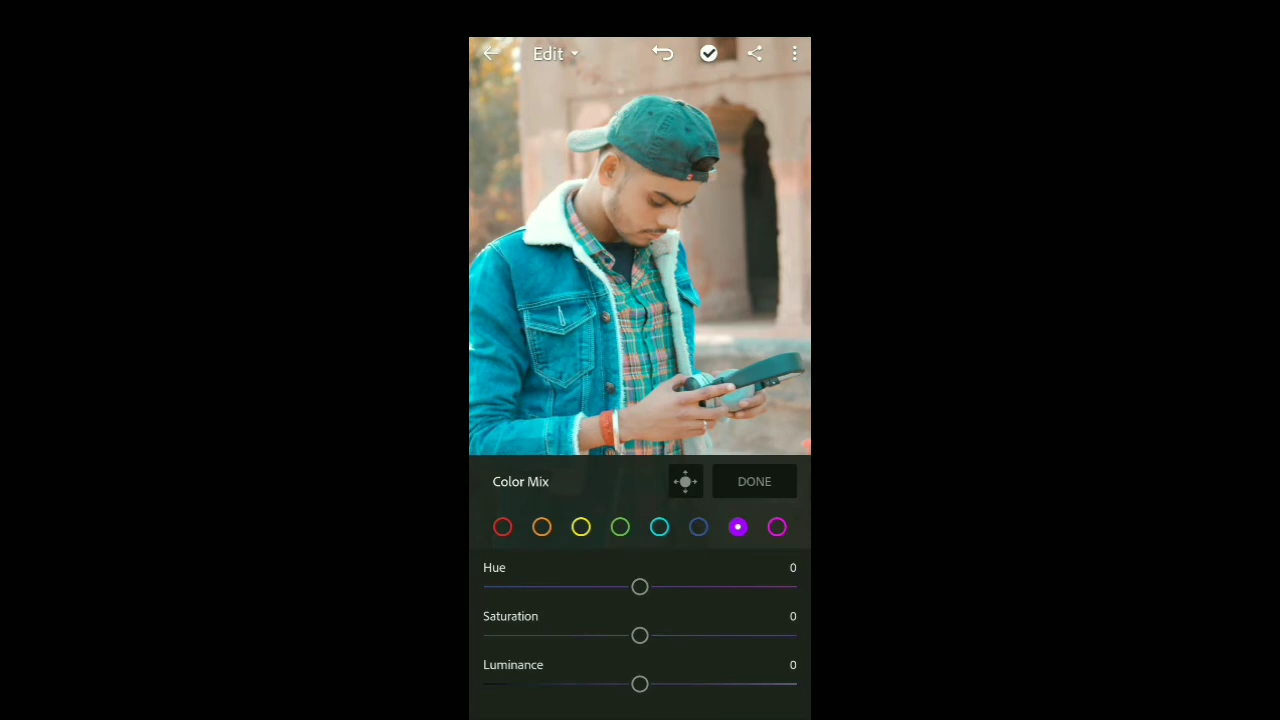 Edit
Color Mix
DONE
Hue 0
Saturation 0
Luminance 0